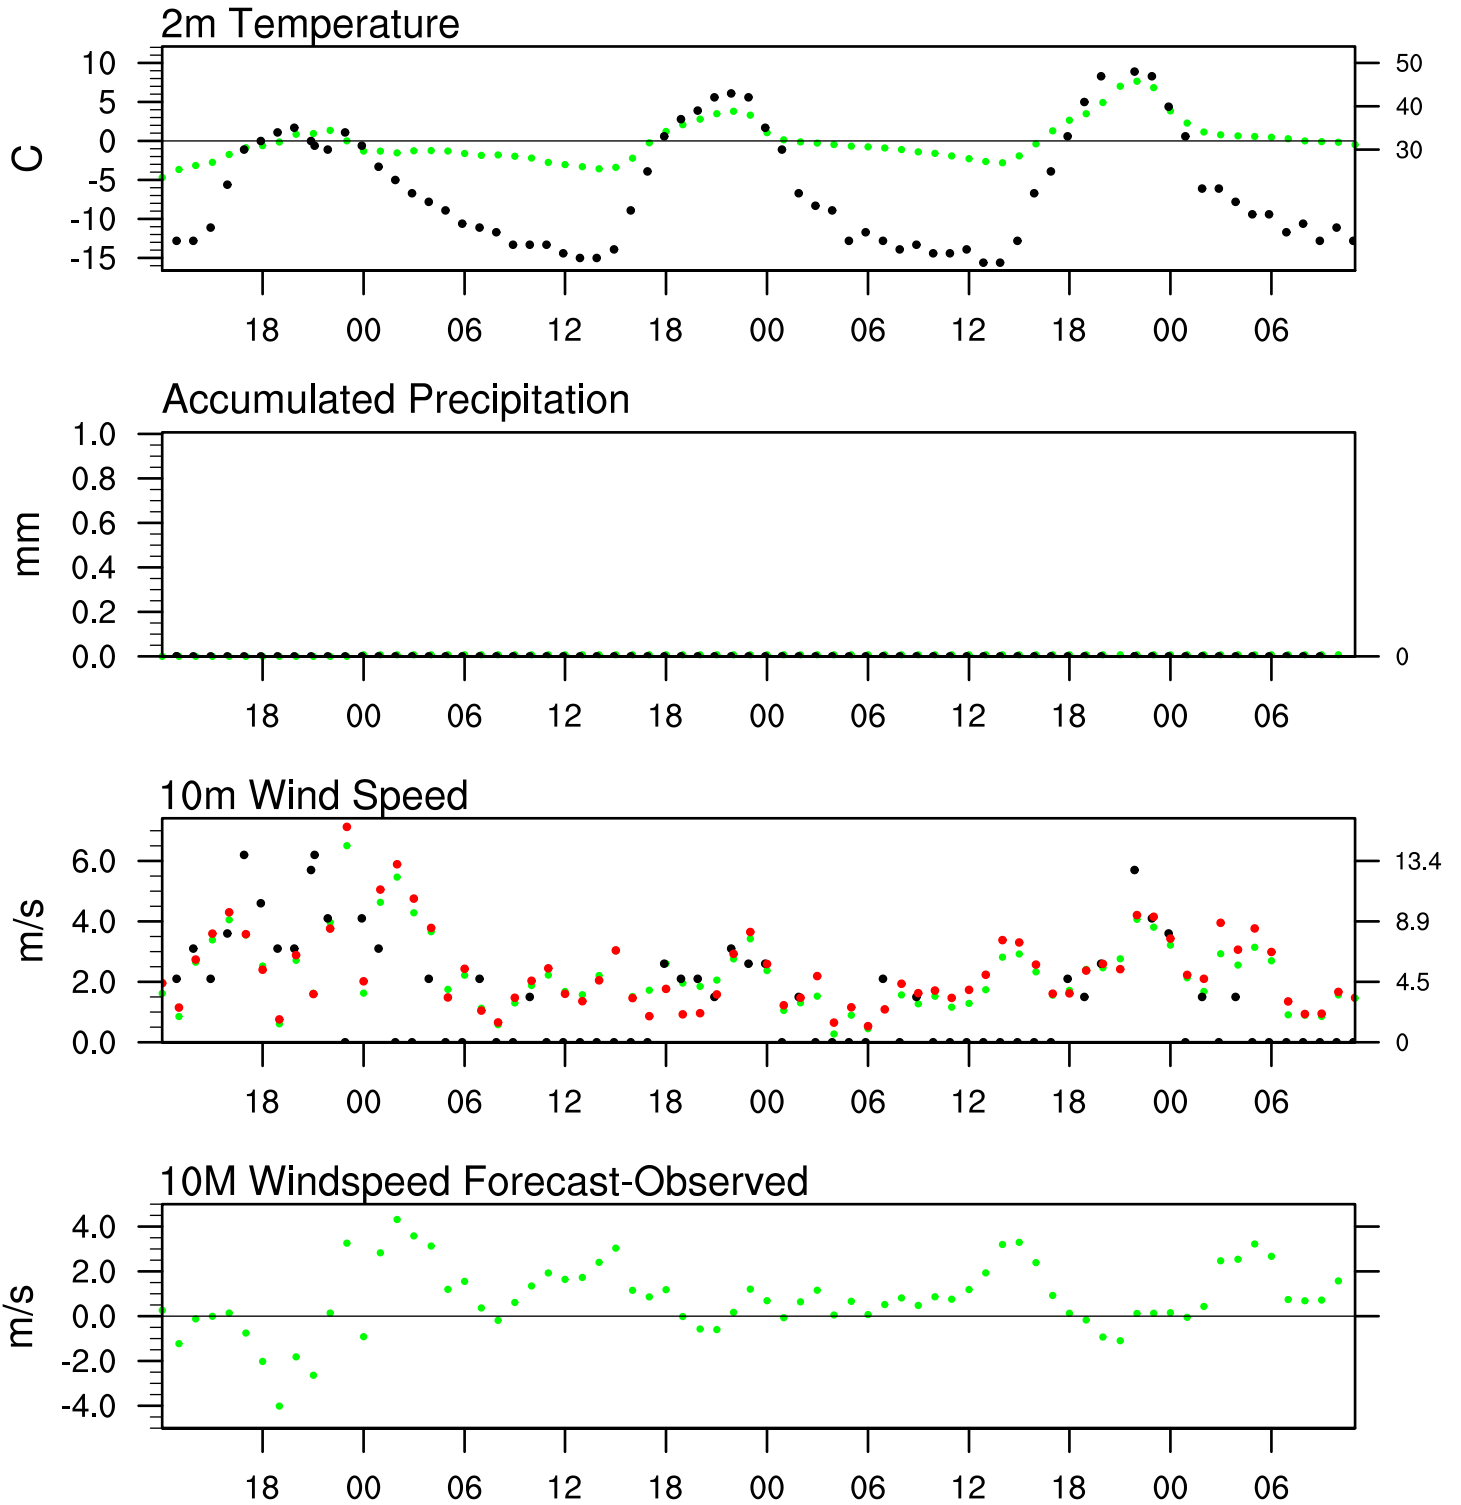 2m Temperature
10
5
0
-5
-10
-15
C
50
40
30
18 00 06 12 18 00 06 12 18 00 06
Accumulated Precipitation
1.0
0.8
0.6
0.4
0.2
0.0
mm
0
18 00 06 12 18 00 06 12 18 00 06
10m Wind Speed
6.0
4.0
2.0
0.0
m/s
13.4
8.9
4.5
0
18 00 06 12 18 00 06 12 18 00 06
10M Windspeed Forecast-Observed
4.0
2.0
0.0
-2.0
-4.0
m/s
18 00 06 12 18 00 06 12 18 00 06